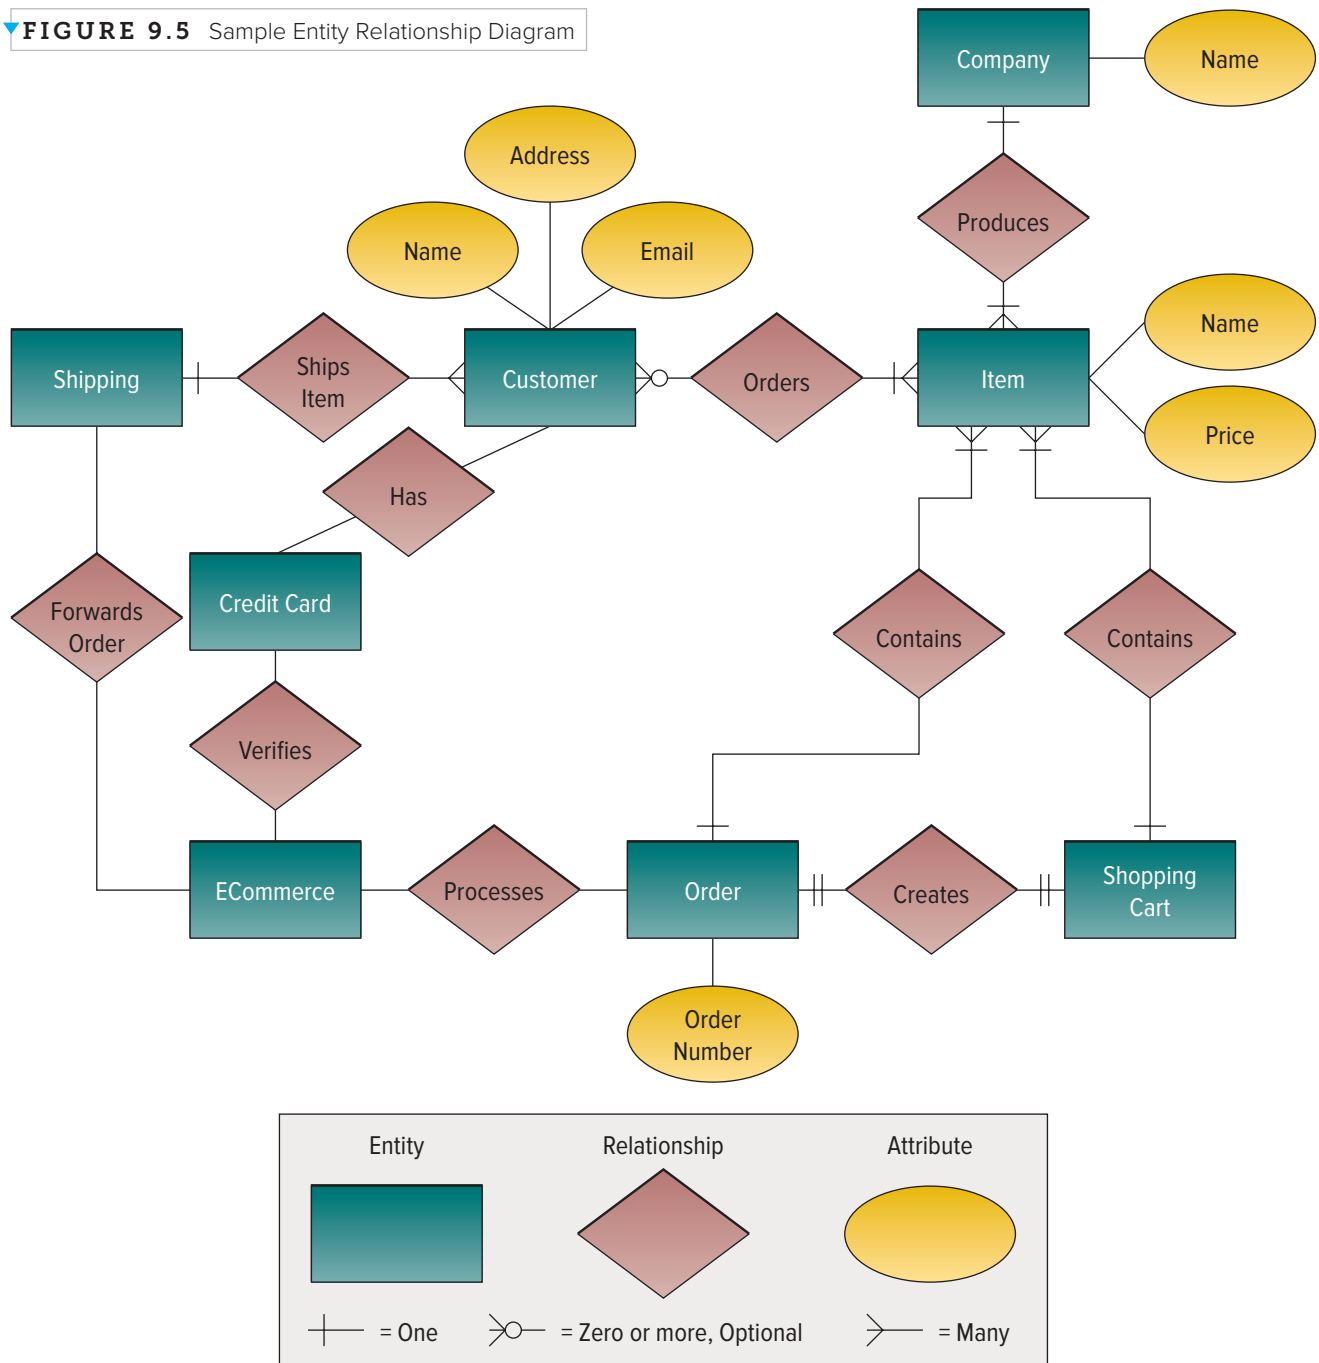 FIGURE 9.5 Sample Entity Relationship Diagram
Company
Name
Address
Name
Email
Produces
Shipping
Ships
Item
Customer
Orders
Item
Name
Price
Has
Credit Card
Forwards
Order
Contains
Contains
Verifies
ECommerce
Processes
Order
Creates
Shopping
Cart
Order
Number
Entity
Relationship
Attribute
= One
= Zero or more, Optional
= Many